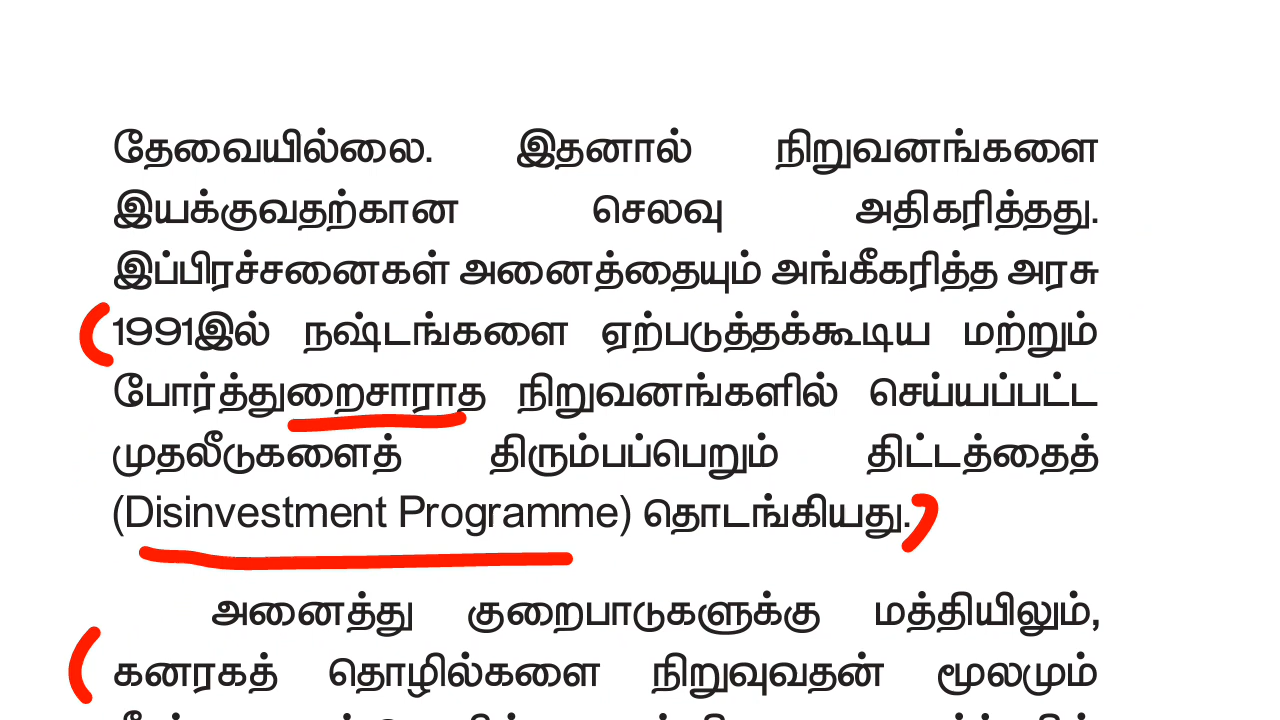 தேவையில்லை. இதனால் நிறுவனங்களை
இயக்குவதற்கான செலவு அதிகரித்தது.
இப்பிரச்சனைகள் அனைத்தையும் அங்கீகரித்த அரசு
1991இல் நஷ்டங்களை ஏற்படுத்தக்கூடிய மற்றும்
போர்த்துறைசாராத நிறுவனங்களில் செய்யப்பட்ட
முதலீடுகளைத் திரும்பப்பெறும் திட்டத்தைத்
(Disinvestment Programme) தொடங்கியது.
அனைத்து குறைபாடுகளுக்கு மத்தியிலும்,
கனரகத் தொழில்களை நிறுவுவதன் மூலமும்